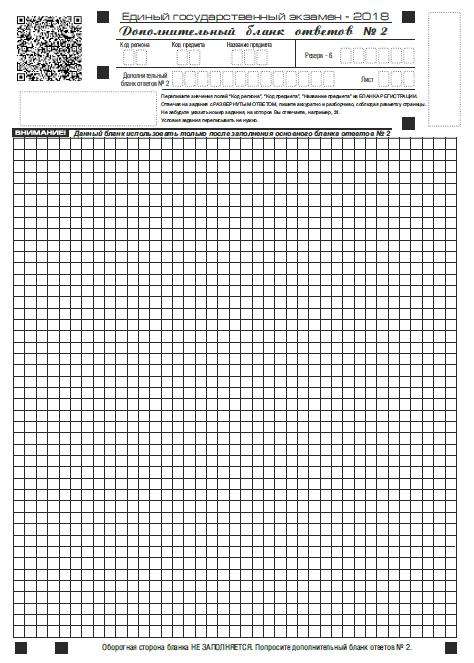 Единый государственный экзамен - 2018
Дополнительный бланк ответов № 2
Код региона Код предмета Название предмета
Резерв - 6
Дополнительный бланк ответов № 2
Лист
Перепишите значения полей "Код региона", "Код предмета", "Название предмета" из БЛАНКА РЕГИСТРАЦИИ.
Отвечая на задания с РАЗВЕРНУТЫМ ОТВЕТОМ, пишите аккуратно и разборчиво, соблюдая разметку страницы.
Не забудьте указать номер задания, на которое Вы отвечаете, например, 31.
Условия задания переписывать не нужно.
ВНИМАНИЕ! Данный бланк использовать только после заполнения основного бланка ответов № 2
Оборотная сторона бланка НЕ ЗАПОЛНЯЕТСЯ. Попросите дополнительный бланк ответов № 2.